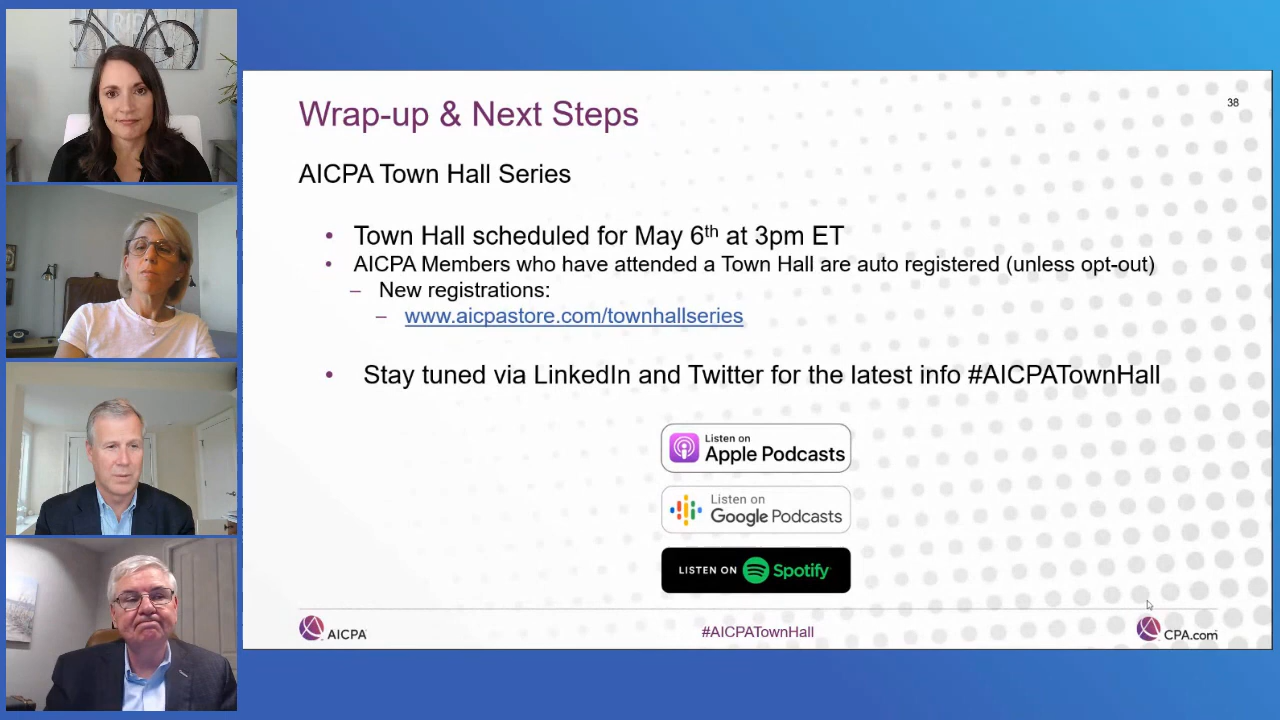 38
Wrap-up & Next Steps
AICPA Town Hall Series
• Town Hall scheduled for May 6th at 3pm ET
• AICPA Members who have attended a Town Hall are auto registered (unless opt-out)
– New registrations:
– www.aicpastore.com/townhallseries
• Stay tuned via LinkedIn and Twitter for the latest info #AICPATownHall
Listen on
Apple Podcasts
Listen on
Google Podcasts
LISTEN ON Spotify
AICPA
#AICPATownHall
CPA.com